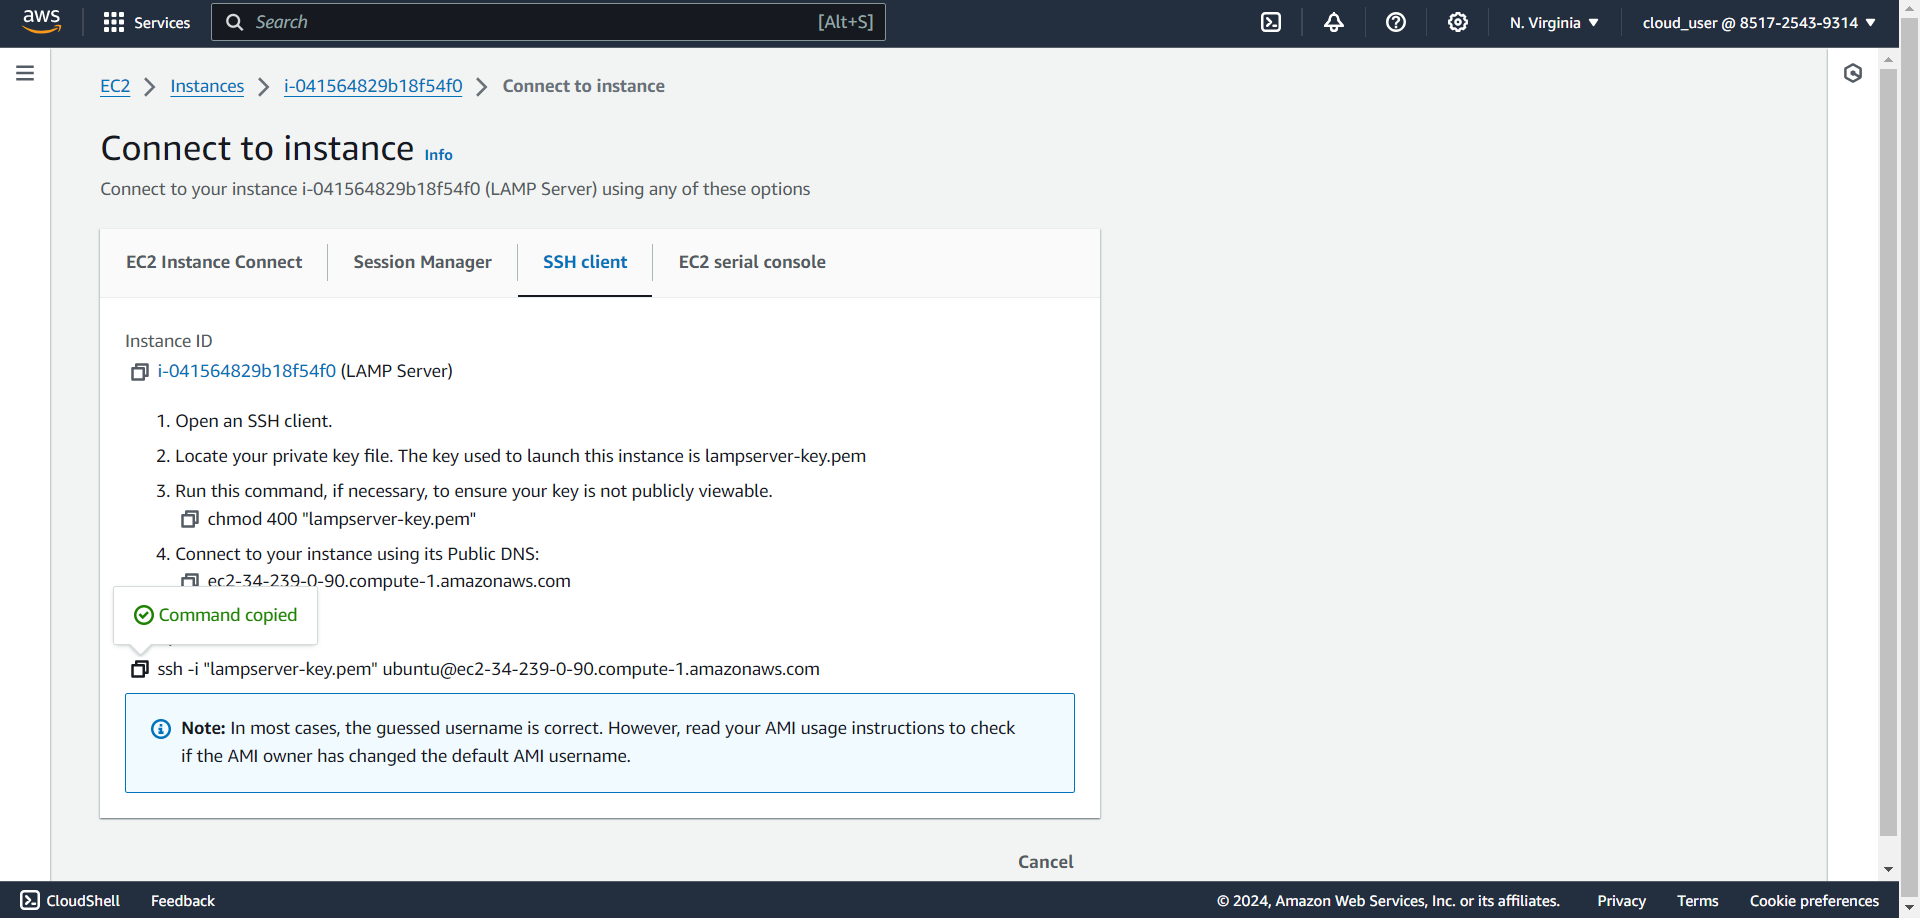 aws Services Search [Alt+S] N. Virginia ▼ cloud_user @ 8517-2543-9314 ▼
EC2 > Instances > i-041564829b18f54f0 > Connect to instance
Connect to instance Info
Connect to your instance i-041564829b18f54f0 (LAMP Server) using any of these options
EC2 Instance Connect Session Manager SSH client EC2 serial console
Instance ID
i-041564829b18f54f0 (LAMP Server)
1. Open an SSH client.
2. Locate your private key file. The key used to launch this instance is lampserver-key.pem
3. Run this command, if necessary, to ensure your key is not publicly viewable.
chmod 400 "lampserver-key.pem"
4. Connect to your instance using its Public DNS:
ec2-34-239-0-90.compute-1.amazonaws.com
Command copied
ssh -i "lampserver-key.pem" ubuntu@ec2-34-239-0-90.compute-1.amazonaws.com
Note: In most cases, the guessed username is correct. However, read your AMI usage instructions to check
if the AMI owner has changed the default AMI username.
Cancel
CloudShell Feedback © 2024, Amazon Web Services, Inc. or its affiliates. Privacy Terms Cookie preferences